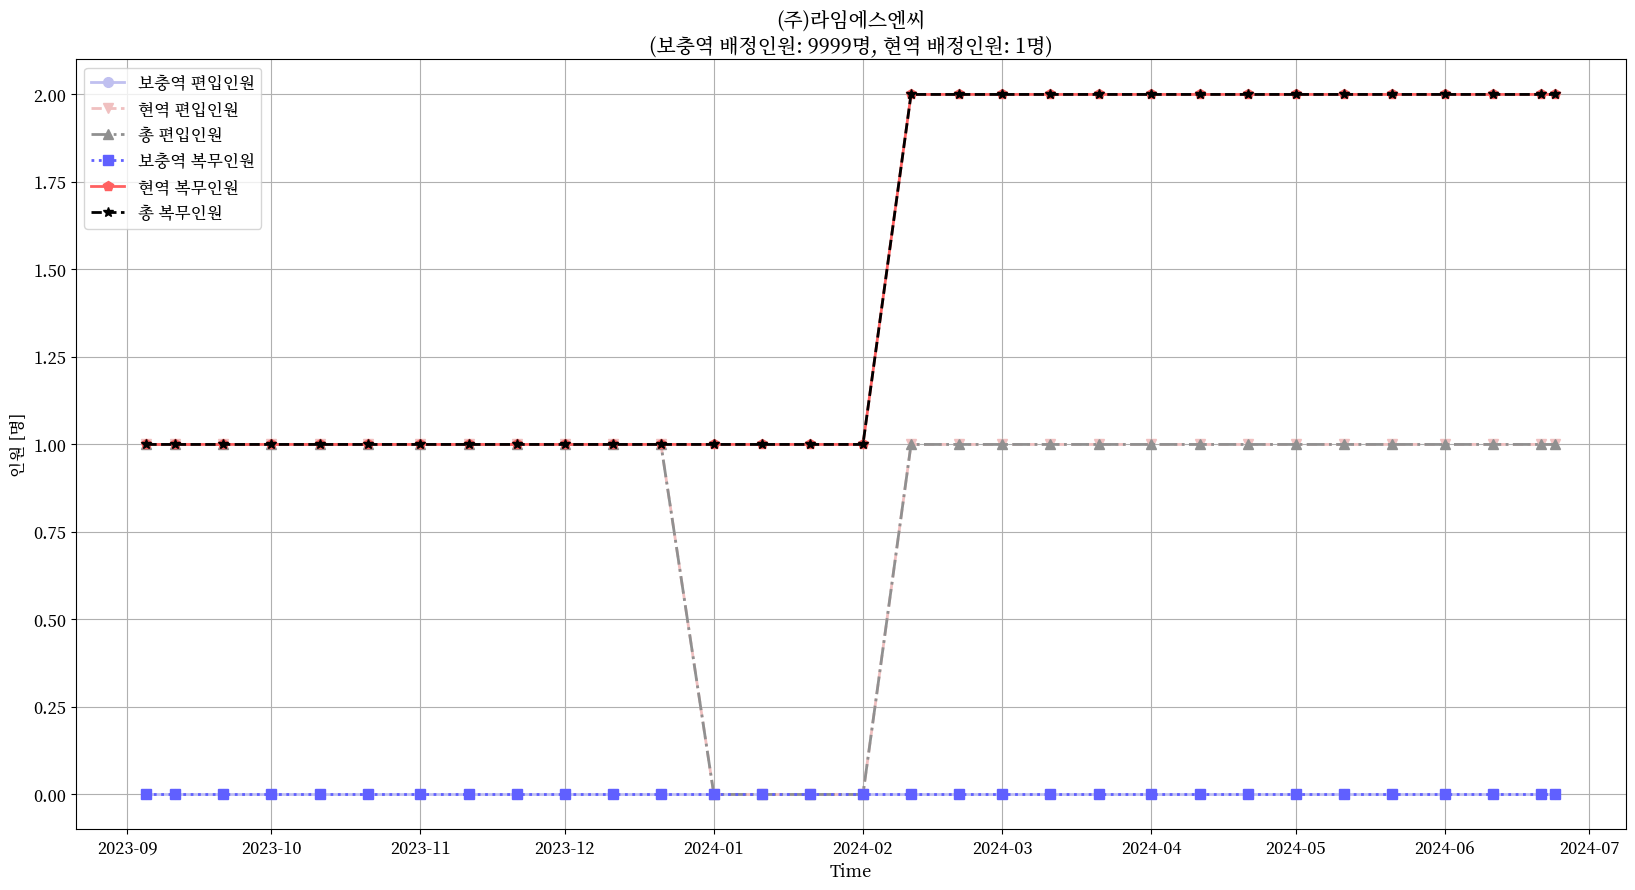 (주)라임에스엔씨
(보충역 배정인원: 9999명, 현역 배정인원: 1명)
보충역 편입인원
현역 편입인원
총 편입인원
보충역 복무인원
현역 복무인원
총 복무인원
2.00
1.75
1.50
1.25
1.00
0.75
0.50
0.25
0.00
인원 [명]
2023-09 2023-10 2023-11 2023-12 2024-01 2024-02 2024-03 2024-04 2024-05 2024-06 2024-07
Time